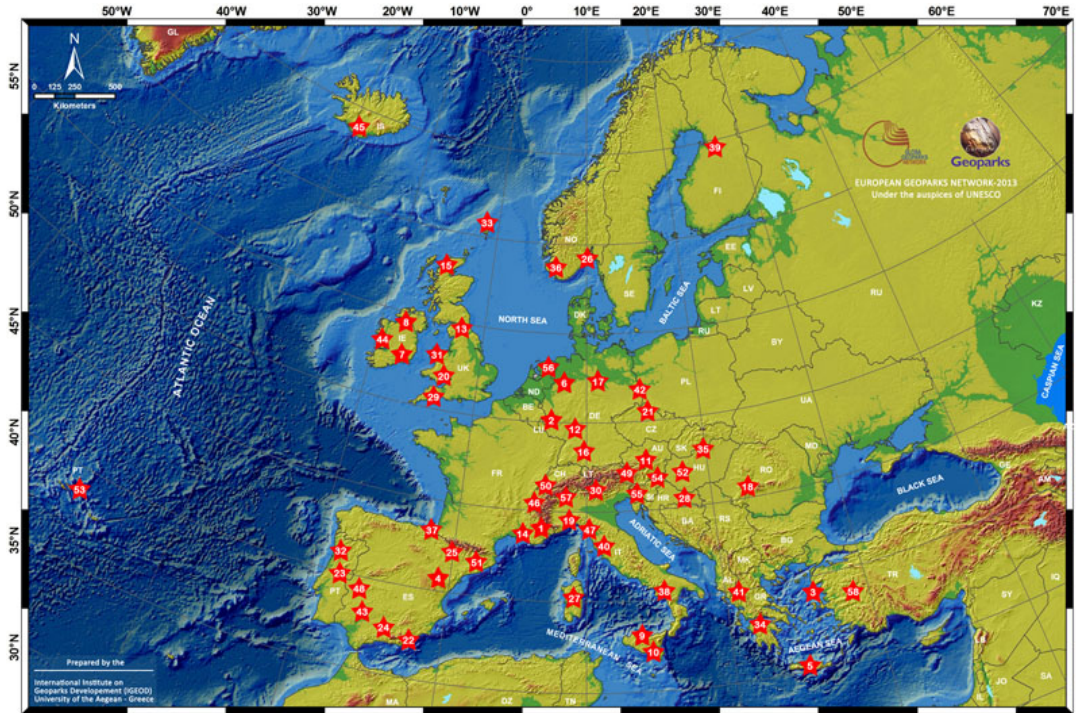 50°W 40°W 30°W 20°W 10°W 0°E 10°E 20°E 30°E 40°E 50°E 60°E 70°E
GL
N
0 125 250 500
Kilometers
55°N
50°N
45°N
40°N
35°N
30°N
45
IS
39
FI
GLOBAL GEOPARKS NETWORK
Geoparks
EUROPEAN GEOPARKS NETWORK-2013
Under the auspices of UNESCO
33
NO
26
36
15
SE
EE
LV
LT
RU
RU
KZ
NORTH SEA
BALTIC SEA
DK
ATLANTIC OCEAN
CASPIAN SEA
13
44
IE
7
31
UK
20
29
56
6
17
42
21
PL
BY
UA
ND
BE
LU
2
DE
12
CZ
16
FR
CH
AU
SK
35
11
HU
MD
RO
49
54
52
18
50
46
57
30
55
HR
28
PT
53
14
1
19
47
40
IT
ADRIATIC SEA
RS
BG
BLACK SEA
GE
AM
37
32
25
51
23
4
PT
48
ES
43
24
22
27
38
MK
AL
41
GR
34
3
58
TR
IQ
SY
9
10
MEDITERRANEAN SEA
AEGEAN SEA
5
JO
IL
SA
MA
DZ
TN
Prepared by the
International Institute on
Geoparks Developement (IGEOD)
University of the Aegean - Greece